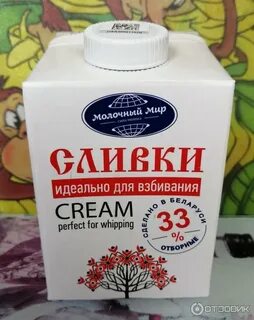 Молочный Мир
СЛИВКИ
идеально для взбивания
CREAM
perfect for whipping
СДЕЛАНО В БЕЛАРУСИ
33
%
ОТБОРНЫЕ
ОТЗОВИК